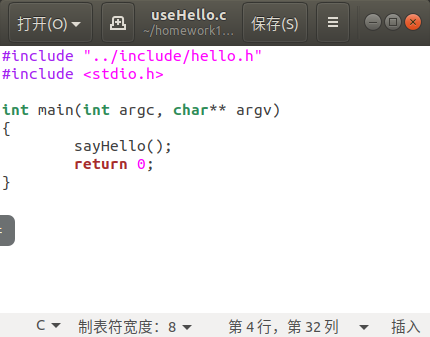 打开(O)
useHello.c
~/homework1...
保存(S)
#include "../include/hello.h"
#include <stdio.h>
int main(int argc, char** argv)
{
sayHello();
return 0;
}
C 制表符宽度：8 第 4 行，第 32 列 插入